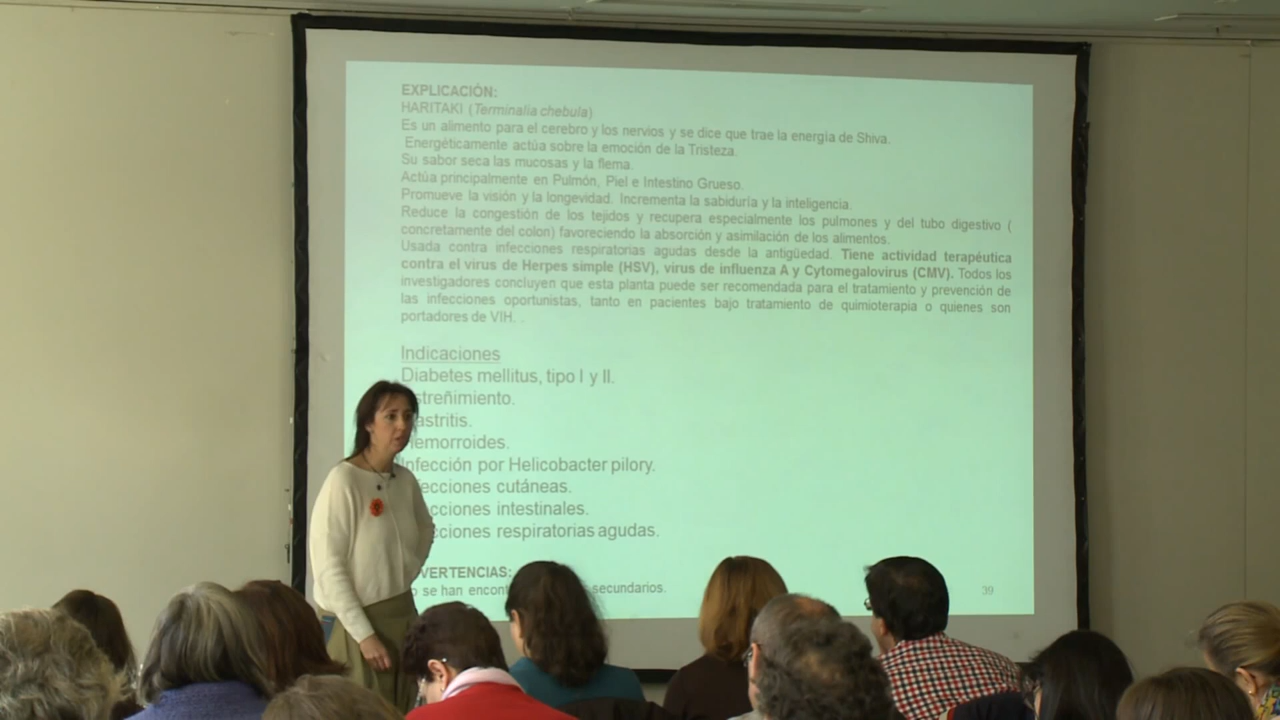 EXPLICACIÓN:
HARITAKI (Terminalia chebula)
Es un alimento para el cerebro y los nervios y se dice que trae la energía de Shiva.
Energéticamente actúa sobre la emoción de la Tristeza.
Su sabor seca las mucosas y la flema.
Actúa principalmente en Pulmón, Piel e Intestino Grueso.
Promueve la visión y la longevidad. Incrementa la sabiduría y la inteligencia.
Reduce la congestión de los tejidos y recupera especialmente los pulmones y del tubo digestivo (
concretamente del colon) favoreciendo la absorción y asimilación de los alimentos.
Usada contra infecciones respiratorias agudas desde la antigüedad. Tiene actividad terapéutica
contra el virus de Herpes simple (HSV), virus de influenza A y Cytomegalovirus (CMV). Todos los
investigadores concluyen que esta planta puede ser recomendada para el tratamiento y prevención de
las infecciones oportunistas, tanto en pacientes bajo tratamiento de quimioterapia o quienes son
portadores de VIH. .
Indicaciones
Diabetes mellitus, tipo I y II.
streñimiento.
astritis.
emorroides.
Infección por Helicobacter pilory.
ecciones cutáneas.
cciones intestinales.
cciones respiratorias agudas.
VERTENCIAS:
se han encont secundarios.
39